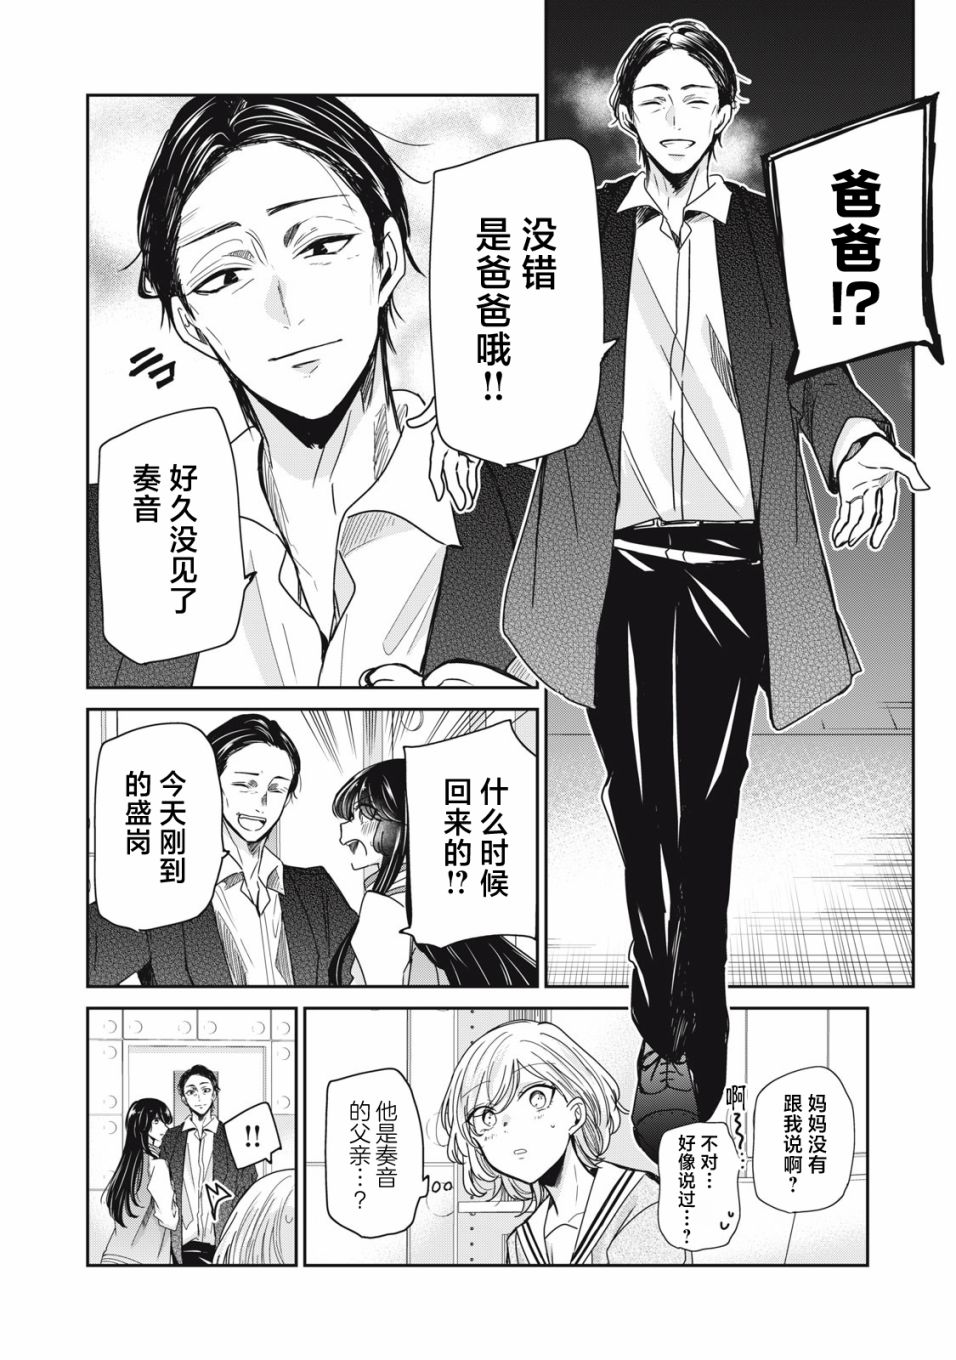 爸爸!?
没错
是爸爸哦!!
好久没见了
奏音
什么时候
回来的!?
今天刚到
的盛岗
妈妈没有
跟我说啊?
啊……
不对…
好像说过…?
他是奏音
的父亲…?
!!